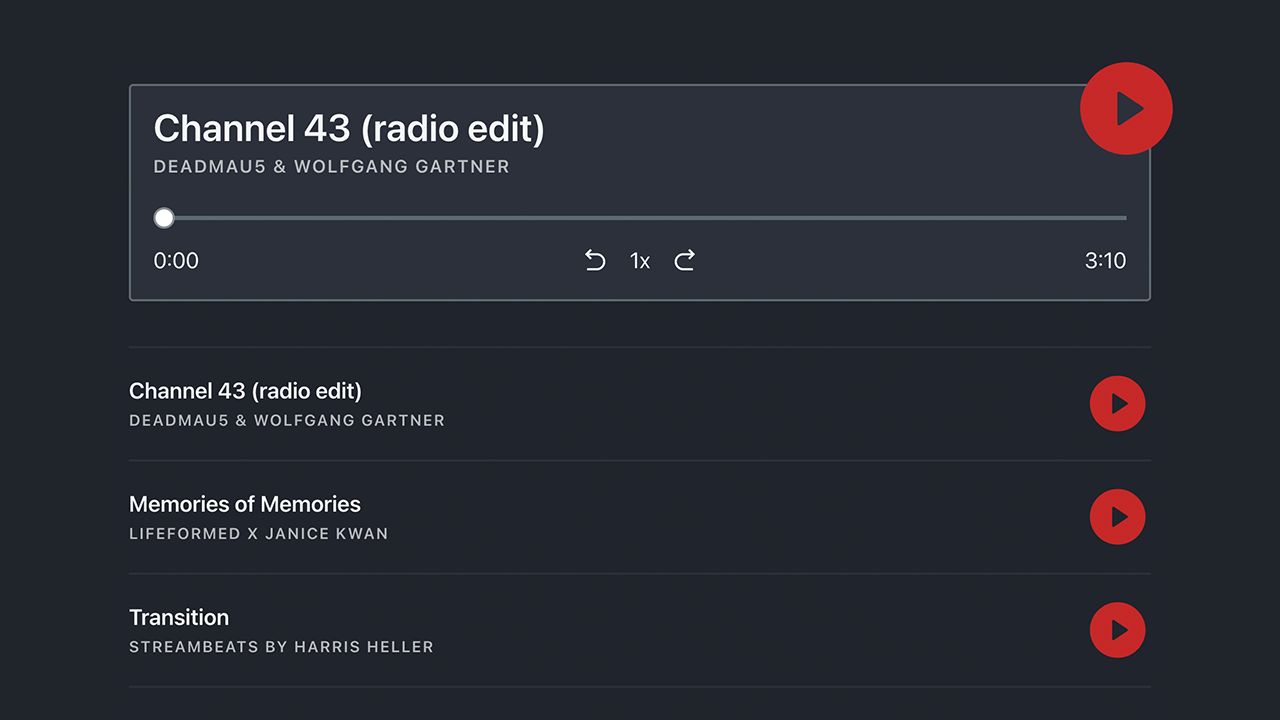 Channel 43 (radio edit)
DEADMAU5 & WOLFGANG GARTNER
0:00 1x 3:10
Channel 43 (radio edit)
DEADMAU5 & WOLFGANG GARTNER
Memories of Memories
LIFEFORMED X JANICE KWAN
Transition
STREAMBEATS BY HARRIS HELLER